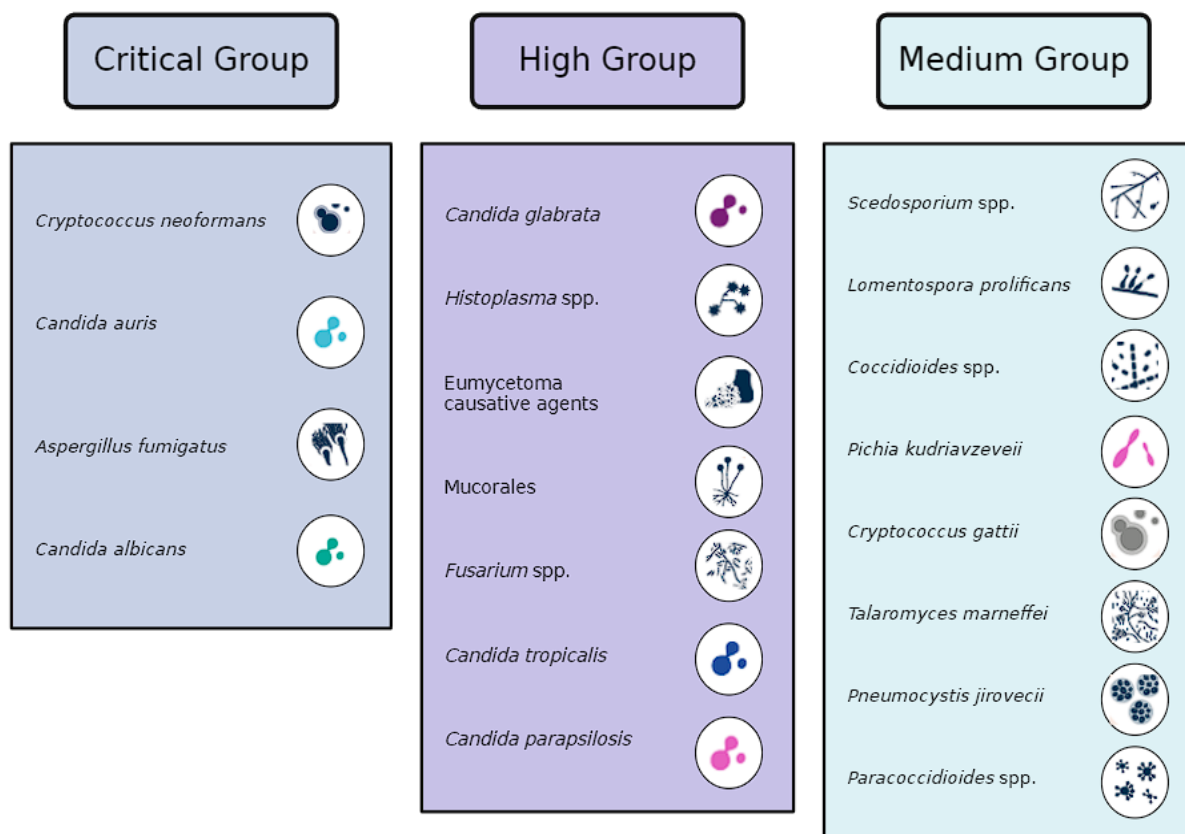 Critical Group
Cryptococcus neoformans
Candida auris
Aspergillus fumigatus
Candida albicans
High Group
Candida glabrata
Histoplasma spp.
Eumycetoma
causative agents
Mucorales
Fusarium spp.
Candida tropicalis
Candida parapsilosis
Medium Group
Scedosporium spp.
Lomentospora prolificans
Coccidioides spp.
Pichia kudriavzeveii
Cryptococcus gattii
Talaromyces marneffei
Pneumocystis jirovecii
Paracoccidioides spp.